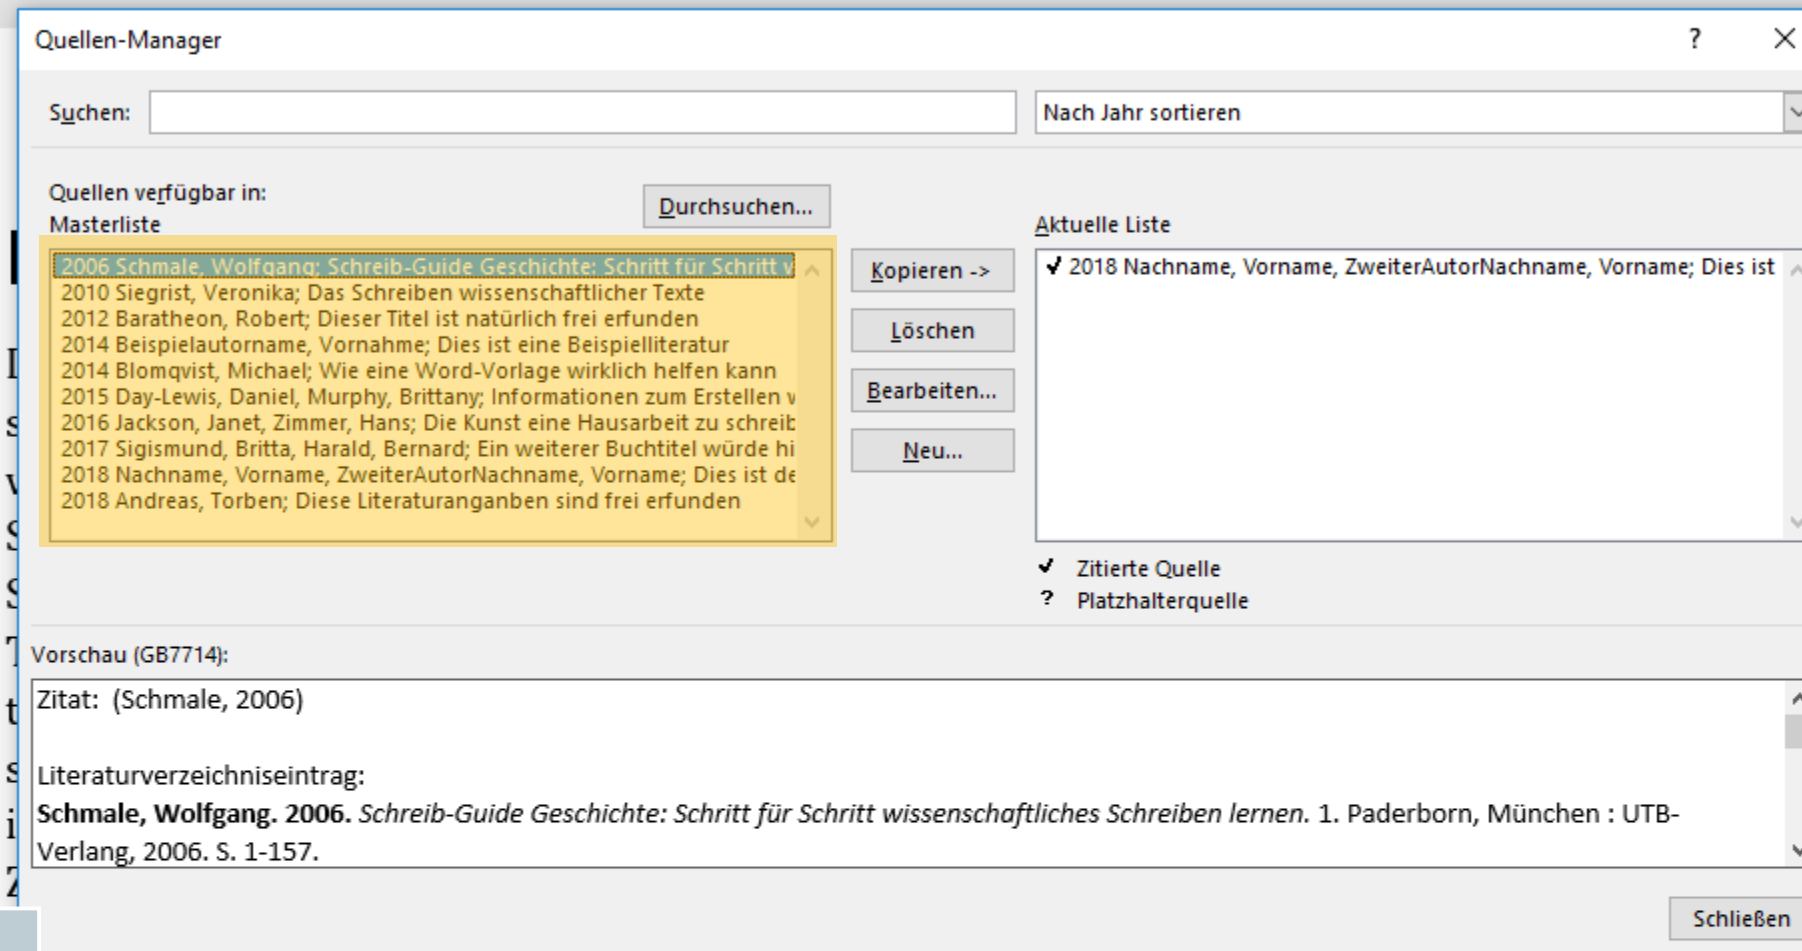 Quellen-Manager
?
Suchen:
Nach Jahr sortieren
Quellen verfügbar in:
Masterliste
Durchsuchen...
Aktuelle Liste
2006 Schmale, Wolfgang; Schreib-Guide Geschichte: Schritt für Schritt w
2010 Siegrist, Veronika; Das Schreiben wissenschaftlicher Texte
2012 Baratheon, Robert; Dieser Titel ist natürlich frei erfunden
2014 Beispielautorname, Vornahme; Dies ist eine Beispielliteratur
2014 Blomqvist, Michael; Wie eine Word-Vorlage wirklich helfen kann
2015 Day-Lewis, Daniel, Murphy, Brittany; Informationen zum Erstellen v
2016 Jackson, Janet, Zimmer, Hans; Die Kunst eine Hausarbeit zu schreib
2017 Sigismund, Britta, Harald, Bernard; Ein weiterer Buchtitel würde hi
2018 Nachname, Vorname, ZweiterAutorNachname, Vorname; Dies ist de
2018 Andreas, Torben; Diese Literaturanganben sind frei erfunden
Kopieren ->
Löschen
Bearbeiten...
Neu...
✓ 2018 Nachname, Vorname, ZweiterAutorNachname, Vorname; Dies ist
✓ Zitierte Quelle
? Platzhalterquelle
Vorschau (GB7714):
Zitat: (Schmale, 2006)
Literaturverzeichniseintrag:
Schmale, Wolfgang. 2006. Schreib-Guide Geschichte: Schritt für Schritt wissenschaftliches Schreiben lernen. 1. Paderborn, München : UTB-
Verlang, 2006. S. 1-157.
Schließen